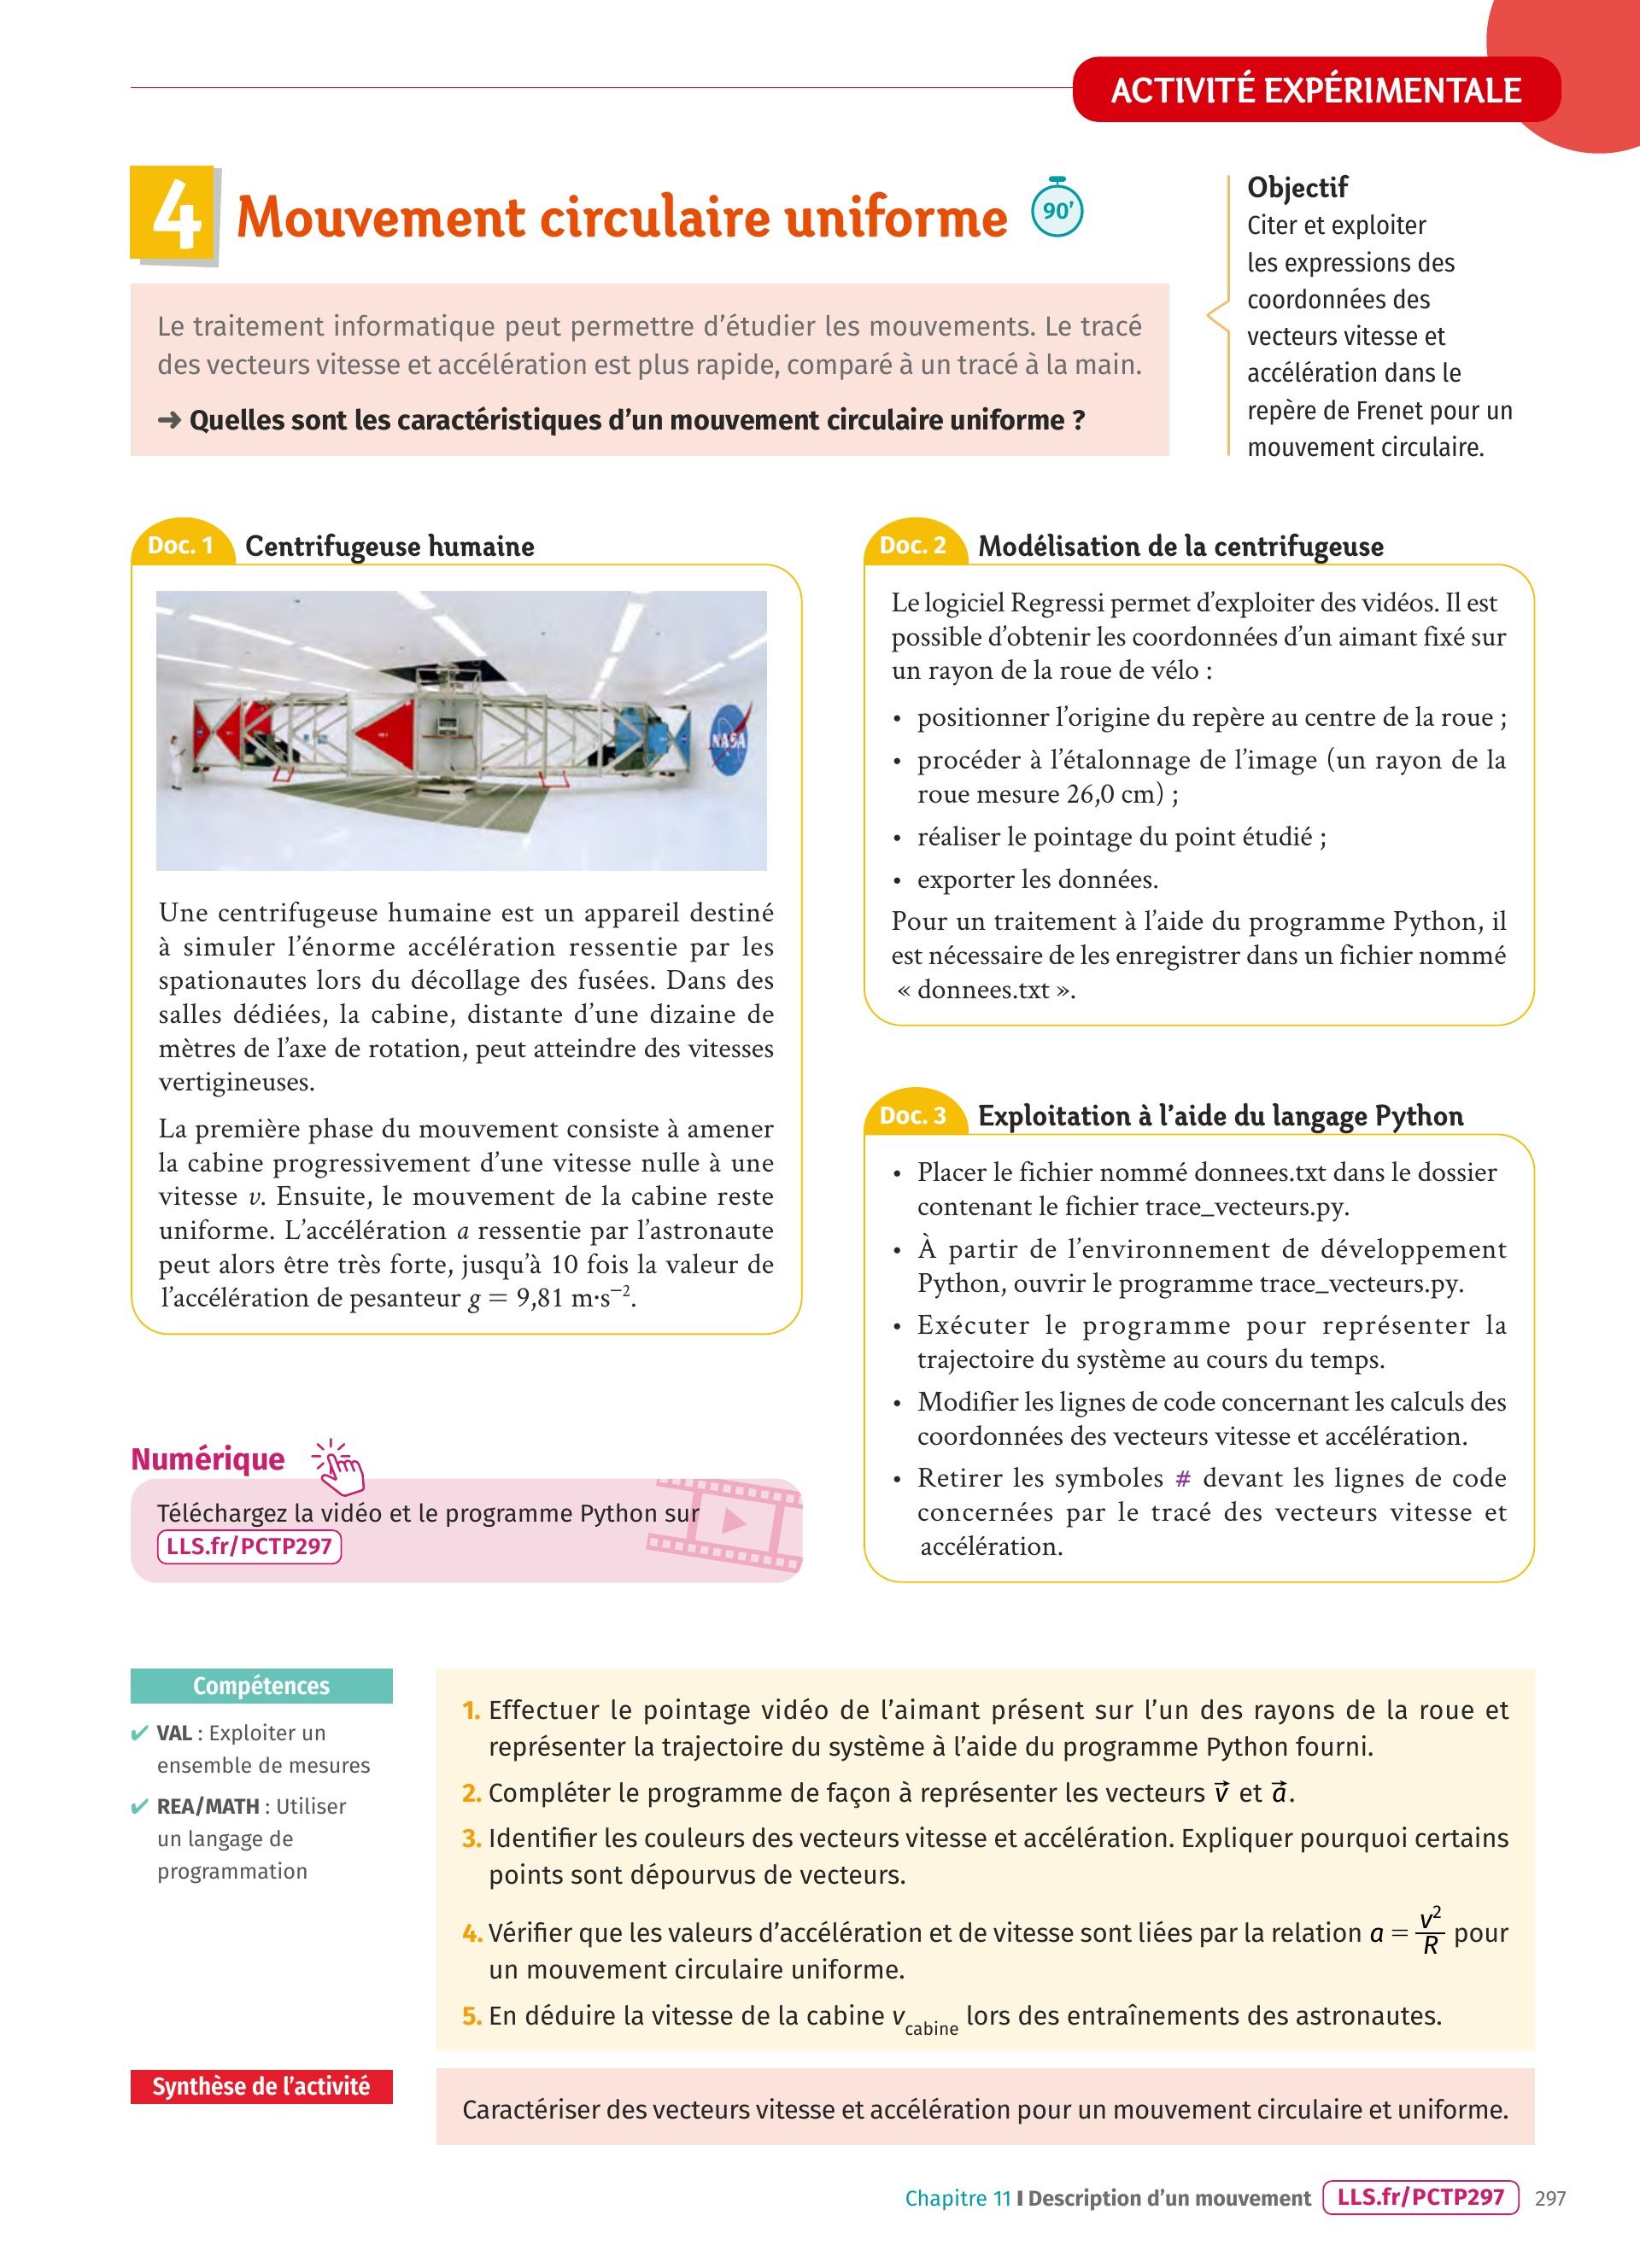 ACTIVITÉ EXPÉRIMENTALE
4 Mouvement circulaire uniforme 90’
Objectif
Citer et exploiter
les expressions des
coordonnées des
vecteurs vitesse et
accélération dans le
repère de Frenet pour un
mouvement circulaire.
Le traitement informatique peut permettre d’étudier les mouvements. Le tracé
des vecteurs vitesse et accélération est plus rapide, comparé à un tracé à la main.
➜ Quelles sont les caractéristiques d’un mouvement circulaire uniforme ?
Doc. 1 Centrifugeuse humaine
NASA
Une centrifugeuse humaine est un appareil destiné
à simuler l’énorme accélération ressentie par les
spationautes lors du décollage des fusées. Dans des
salles dédiées, la cabine, distante d’une dizaine de
mètres de l’axe de rotation, peut atteindre des vitesses
vertigineuses.
La première phase du mouvement consiste à amener
la cabine progressivement d’une vitesse nulle à une
vitesse v. Ensuite, le mouvement de la cabine reste
uniforme. L’accélération a ressentie par l’astronaute
peut alors être très forte, jusqu’à 10 fois la valeur de
l’accélération de pesanteur g = 9,81 m·s⁻².
Numérique
Téléchargez la vidéo et le programme Python sur
LLS.fr/PCTP297
Doc. 2 Modélisation de la centrifugeuse
Le logiciel Regressi permet d’exploiter des vidéos. Il est
possible d’obtenir les coordonnées d’un aimant fixé sur
un rayon de la roue de vélo :
• positionner l’origine du repère au centre de la roue ;
• procéder à l’étalonnage de l’image (un rayon de la
roue mesure 26,0 cm) ;
• réaliser le pointage du point étudié ;
• exporter les données.
Pour un traitement à l’aide du programme Python, il
est nécessaire de les enregistrer dans un fichier nommé
« donnees.txt ».
Doc. 3 Exploitation à l’aide du langage Python
• Placer le fichier nommé donnees.txt dans le dossier
contenant le fichier trace_vecteurs.py.
• À partir de l’environnement de développement
Python, ouvrir le programme trace_vecteurs.py.
• Exécuter le programme pour représenter la
trajectoire du système au cours du temps.
• Modifier les lignes de code concernant les calculs des
coordonnées des vecteurs vitesse et accélération.
• Retirer les symboles # devant les lignes de code
concernées par le tracé des vecteurs vitesse et
accélération.
Compétences
✔ VAL : Exploiter un
ensemble de mesures
✔ REA/MATH : Utiliser
un langage de
programmation
1. Effectuer le pointage vidéo de l’aimant présent sur l’un des rayons de la roue et
représenter la trajectoire du système à l’aide du programme Python fourni.
2. Compléter le programme de façon à représenter les vecteurs v⃗ et a⃗.
3. Identifier les couleurs des vecteurs vitesse et accélération. Expliquer pourquoi certains
points sont dépourvus de vecteurs.
4. Vérifier que les valeurs d’accélération et de vitesse sont liées par la relation a = v²/R pour
un mouvement circulaire uniforme.
5. En déduire la vitesse de la cabine v_cabine lors des entraînements des astronautes.
Synthèse de l’activité
Caractériser des vecteurs vitesse et accélération pour un mouvement circulaire et uniforme.
Chapitre 11 I Description d’un mouvement LLS.fr/PCTP297 297